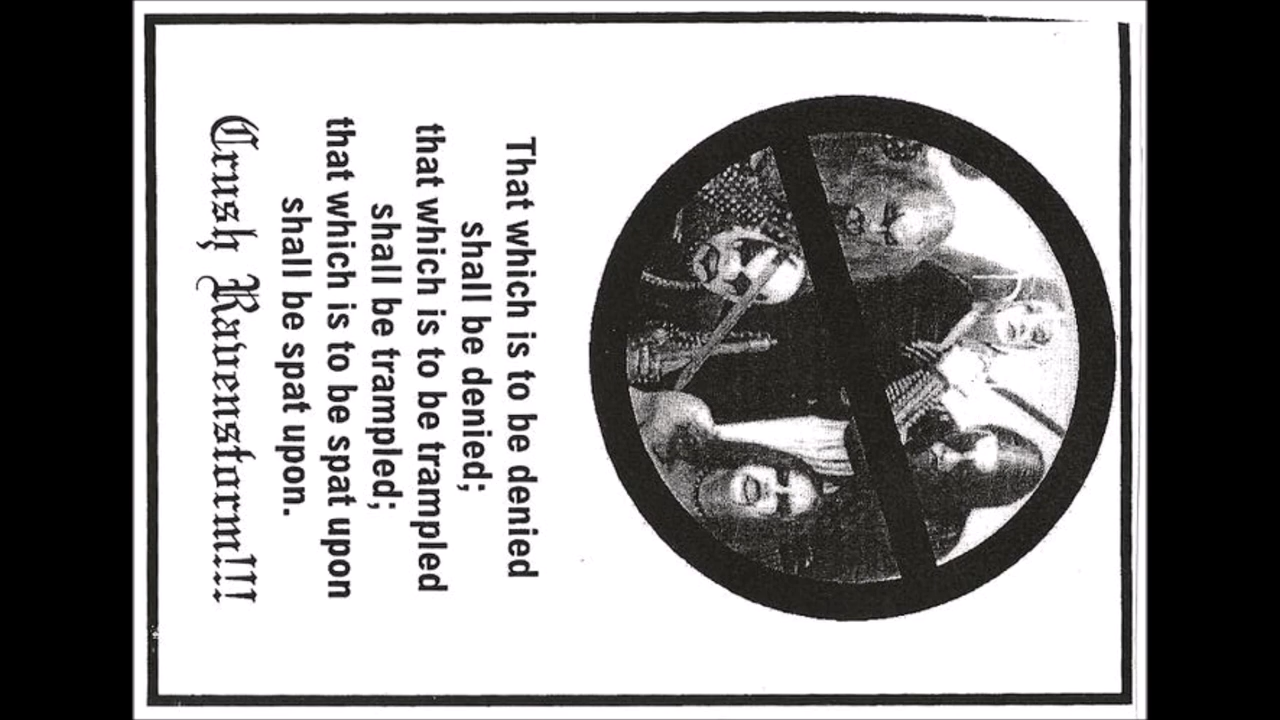 That which is to be denied
shall be denied;
that which is to be trampled
shall be trampled;
that which is to be spat upon
shall be spat upon.
Crush Ravenstorm!!!